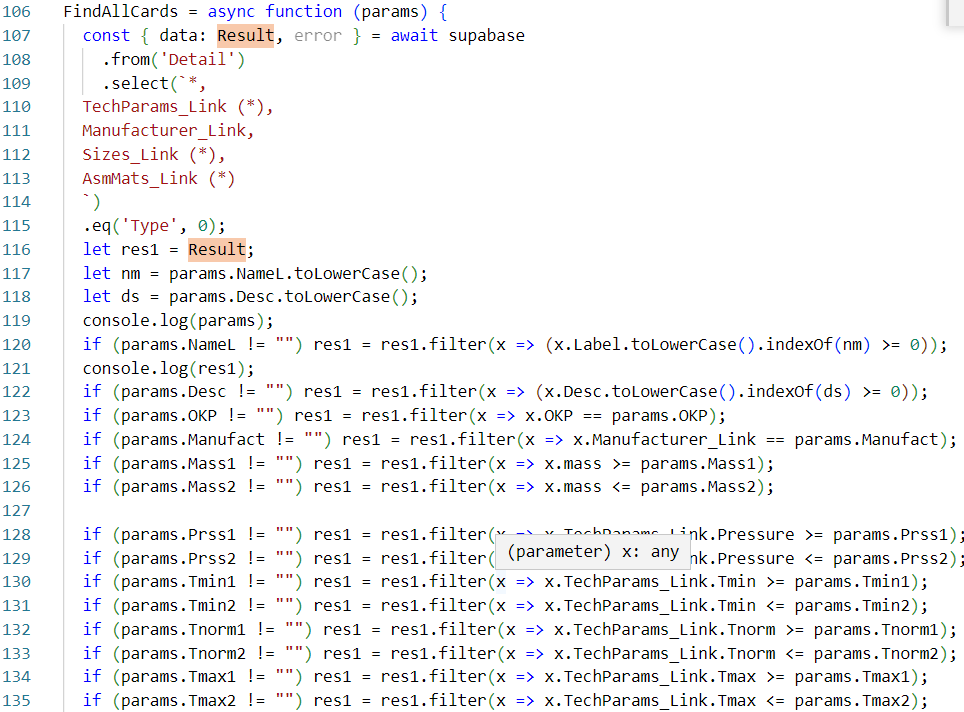 106 FindAllCards = async function (params) {
107 const { data: Result, error } = await supabase
108 .from('Detail')
109 .select(`*,
110 TechParams_Link (*),
111 Manufacturer_Link,
112 Sizes_Link (*),
113 AsmMats_Link (*)
114 `)
115 .eq('Type', 0);
116 let res1 = Result;
117 let nm = params.NameL.toLowerCase();
118 let ds = params.Desc.toLowerCase();
119 console.log(params);
120 if (params.NameL != "") res1 = res1.filter(x => (x.Label.toLowerCase().indexOf(nm) >= 0));
121 console.log(res1);
122 if (params.Desc != "") res1 = res1.filter(x => (x.Desc.toLowerCase().indexOf(ds) >= 0));
123 if (params.OKP != "") res1 = res1.filter(x => x.OKP == params.OKP);
124 if (params.Manufact != "") res1 = res1.filter(x => x.Manufacturer_Link == params.Manufact);
125 if (params.Mass1 != "") res1 = res1.filter(x => x.mass >= params.Mass1);
126 if (params.Mass2 != "") res1 = res1.filter(x => x.mass <= params.Mass2);
127
128 if (params.Prss1 != "") res1 = res1.filter(x => x.TechParams_Link.Pressure >= params.Prss1);
(parameter) x: any
129 if (params.Prss2 != "") res1 = res1.filter( nk.Pressure <= params.Prss2);
130 if (params.Tmin1 != "") res1 = res1.filter(x => x.TechParams_Link.Tmin >= params.Tmin1);
131 if (params.Tmin2 != "") res1 = res1.filter(x => x.TechParams_Link.Tmin <= params.Tmin2);
132 if (params.Tnorm1 != "") res1 = res1.filter(x => x.TechParams_Link.Tnorm >= params.Tnorm1);
133 if (params.Tnorm2 != "") res1 = res1.filter(x => x.TechParams_Link.Tnorm <= params.Tnorm2);
134 if (params.Tmax1 != "") res1 = res1.filter(x => x.TechParams_Link.Tmax >= params.Tmax1);
135 if (params.Tmax2 != "") res1 = res1.filter(x => x.TechParams_Link.Tmax <= params.Tmax2);